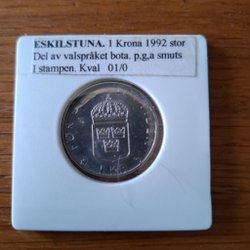 ESKILSTUNA. 1 Krona 1992 stor
Del av valspråket bota. p,g,a smuts
I stampen. Kval 01/0